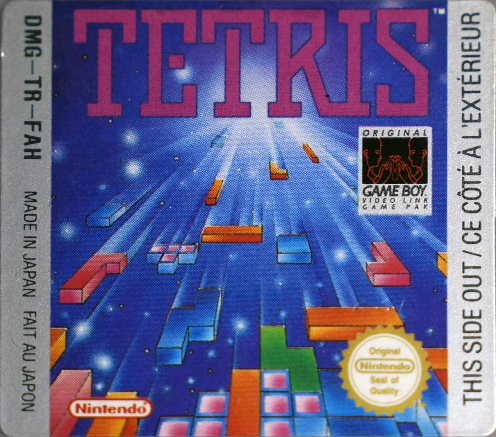 TETRIS™
DMG-TR-FAH
MADE IN JAPAN FAIT AU JAPON
ORIGINAL
GAME BOY.
VIDEO LINK
GAME PAK
THIS SIDE OUT / CE CÔTÉ À L'EXTÉRIEUR
Original
Nintendo
Seal of
Quality
Nintendo®